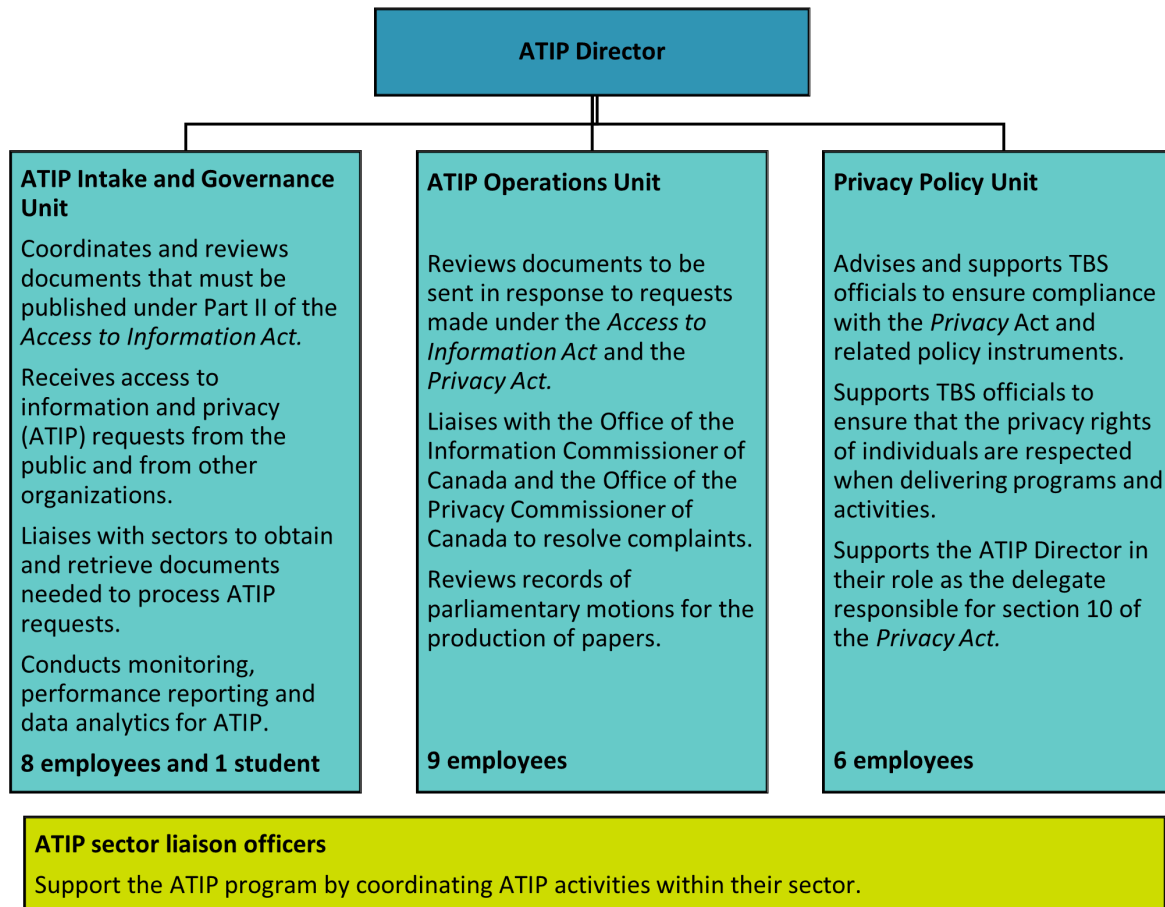 ATIP Director
ATIP Intake and Governance
Unit
Coordinates and reviews
documents that must be
published under Part II of the
Access to Information Act.
Receives access to
information and privacy
(ATIP) requests from the
public and from other
organizations.
Liaises with sectors to obtain
and retrieve documents
needed to process ATIP
requests.
Conducts monitoring,
performance reporting and
data analytics for ATIP.
8 employees and 1 student
ATIP Operations Unit
Reviews documents to be
sent in response to requests
made under the Access to
Information Act and the
Privacy Act.
Liaises with the Office of the
Information Commissioner of
Canada and the Office of the
Privacy Commissioner of
Canada to resolve complaints.
Reviews records of
parliamentary motions for the
production of papers.
9 employees
Privacy Policy Unit
Advises and supports TBS
officials to ensure compliance
with the Privacy Act and
related policy instruments.
Supports TBS officials to
ensure that the privacy rights
of individuals are respected
when delivering programs and
activities.
Supports the ATIP Director in
their role as the delegate
responsible for section 10 of
the Privacy Act.
6 employees
ATIP sector liaison officers
Support the ATIP program by coordinating ATIP activities within their sector.